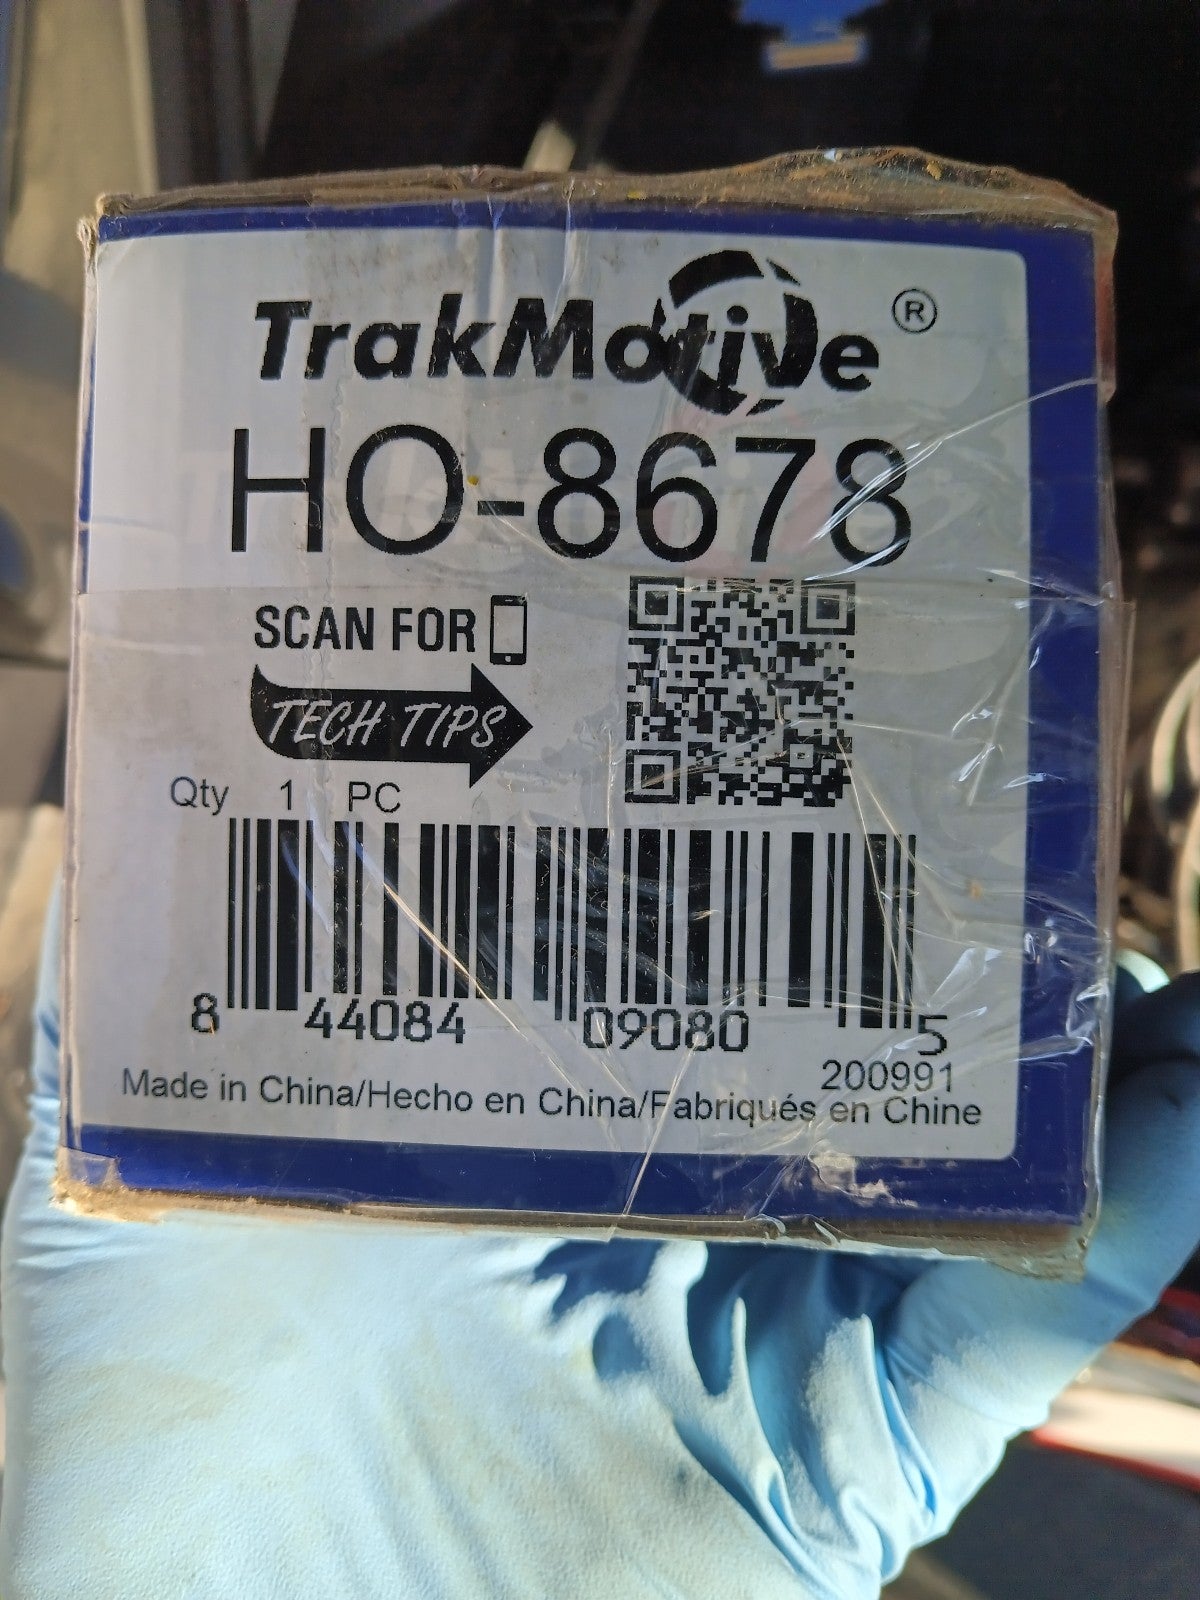 TrakMotive®
HO-8678
SCAN FOR
TECH TIPS
Qty 1 PC
8 44084 09080 5
200991
Made in China/Hecho en China/Fabriqués en Chine